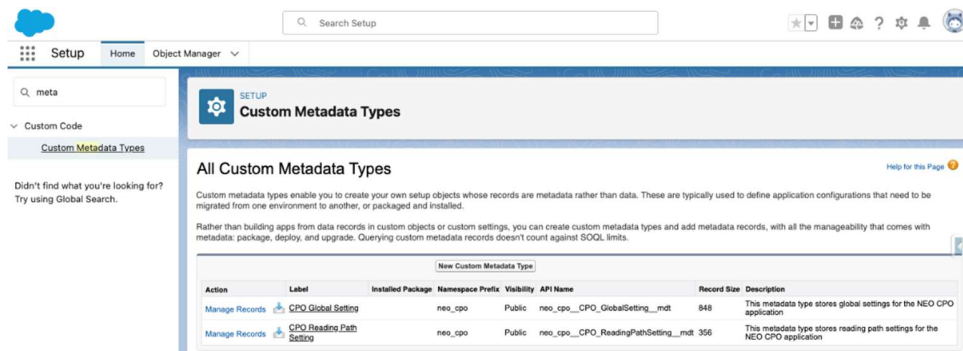 Search Setup
Setup Home Object Manager
meta
Custom Code
Custom Metadata Types
Didn't find what you're looking for?
Try using Global Search.
SETUP
Custom Metadata Types
All Custom Metadata Types
Help for this Page
Custom metadata types enable you to create your own setup objects whose records are metadata rather than data. These are typically used to define application configurations that need to be
migrated from one environment to another, or packaged and installed.
Rather than building apps from data records in custom objects or custom settings, you can create custom metadata types and add metadata records, with all the manageability that comes with
metadata: package, deploy, and upgrade. Querying custom metadata records doesn't count against SOQL limits.
New Custom Metadata Type
Action Label Installed Package Namespace Prefix Visibility API Name Record Size Description
Manage Records CPO Global Setting neo_cpo Public neo_cpo__CPO_GlobalSetting__mdt 848 This metadata type stores global settings for the NEO CPO
application
Manage Records CPO Reading Path neo_cpo Public neo_cpo__CPO_ReadingPathSetting__mdt 356 This metadata type stores reading path settings for the
Setting NEO CPO application